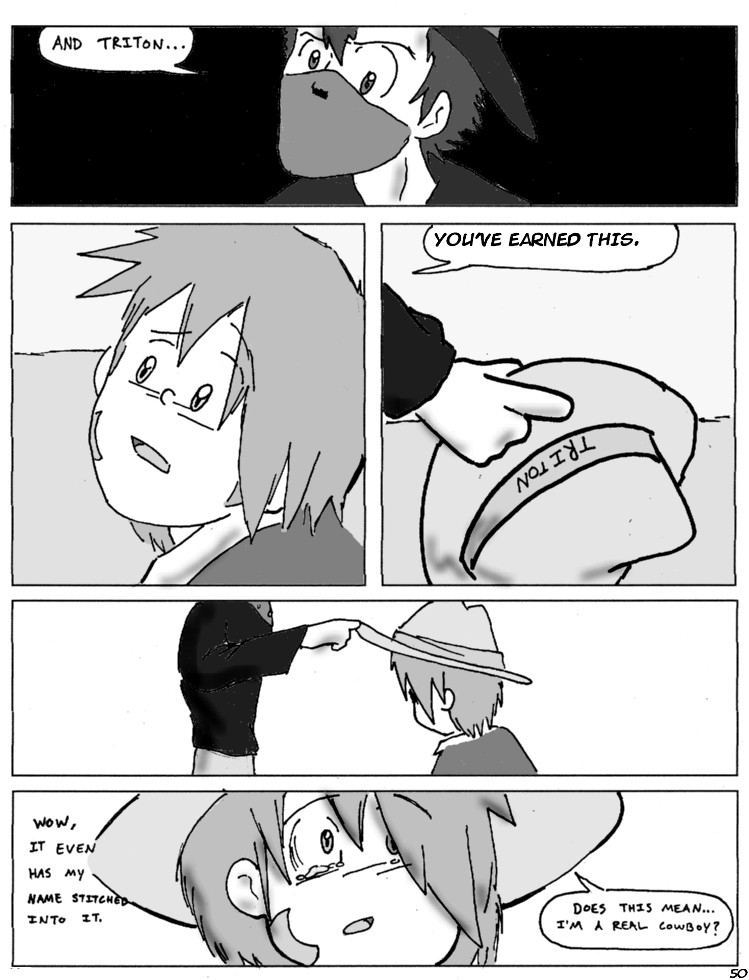 AND TRITON...
YOU'VE EARNED THIS.
TRITON
WOW,
IT EVEN
HAS MY
NAME STITCHED
INTO IT.
DOES THIS MEAN...
I'M A REAL COWBOY?
50